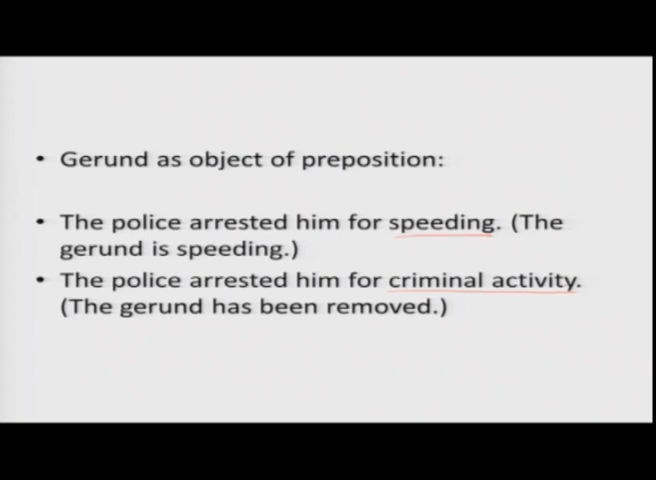 • Gerund as object of preposition:
• The police arrested him for speeding. (The
gerund is speeding.)
• The police arrested him for criminal activity.
(The gerund has been removed.)